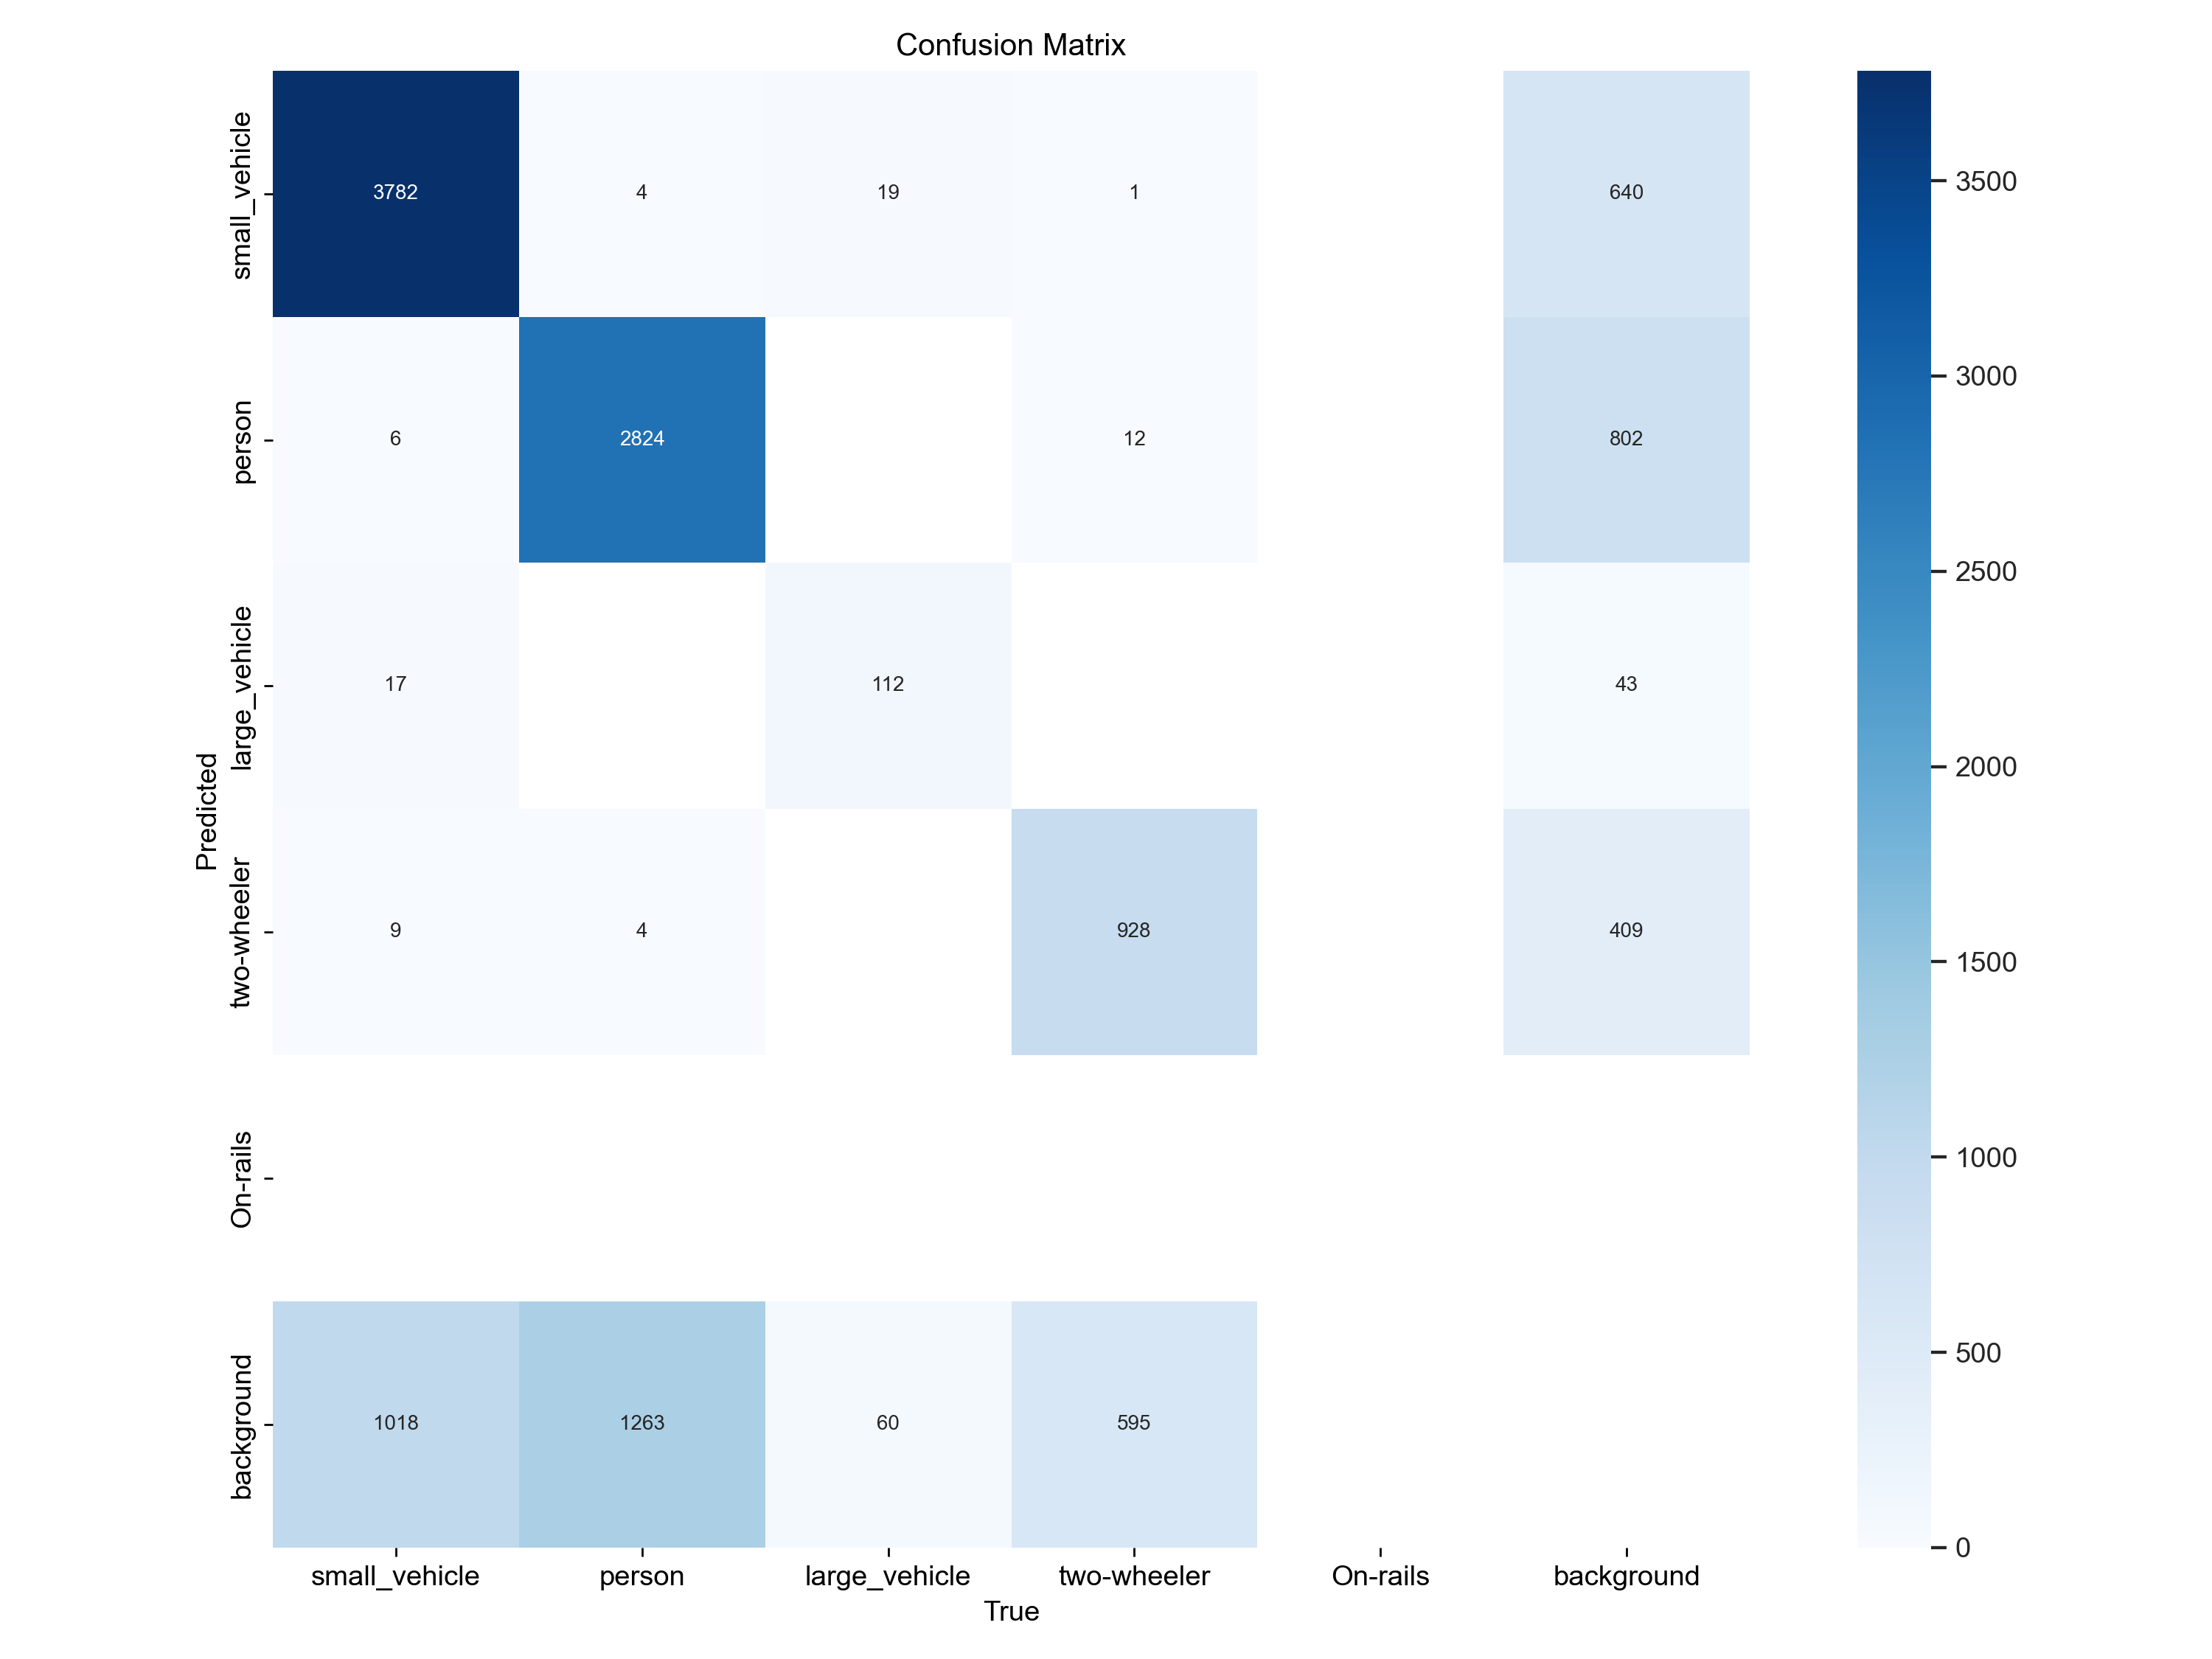 Confusion Matrix
small_vehicle
3782
4
19
1
640
3500
person
6
2824
12
802
3000
2500
large_vehicle
17
112
43
2000
Predicted
two-wheeler
9
4
928
409
1500
On-rails
1000
background
1018
1263
60
595
500
0
small_vehicle
person
large_vehicle
two-wheeler
On-rails
background
True